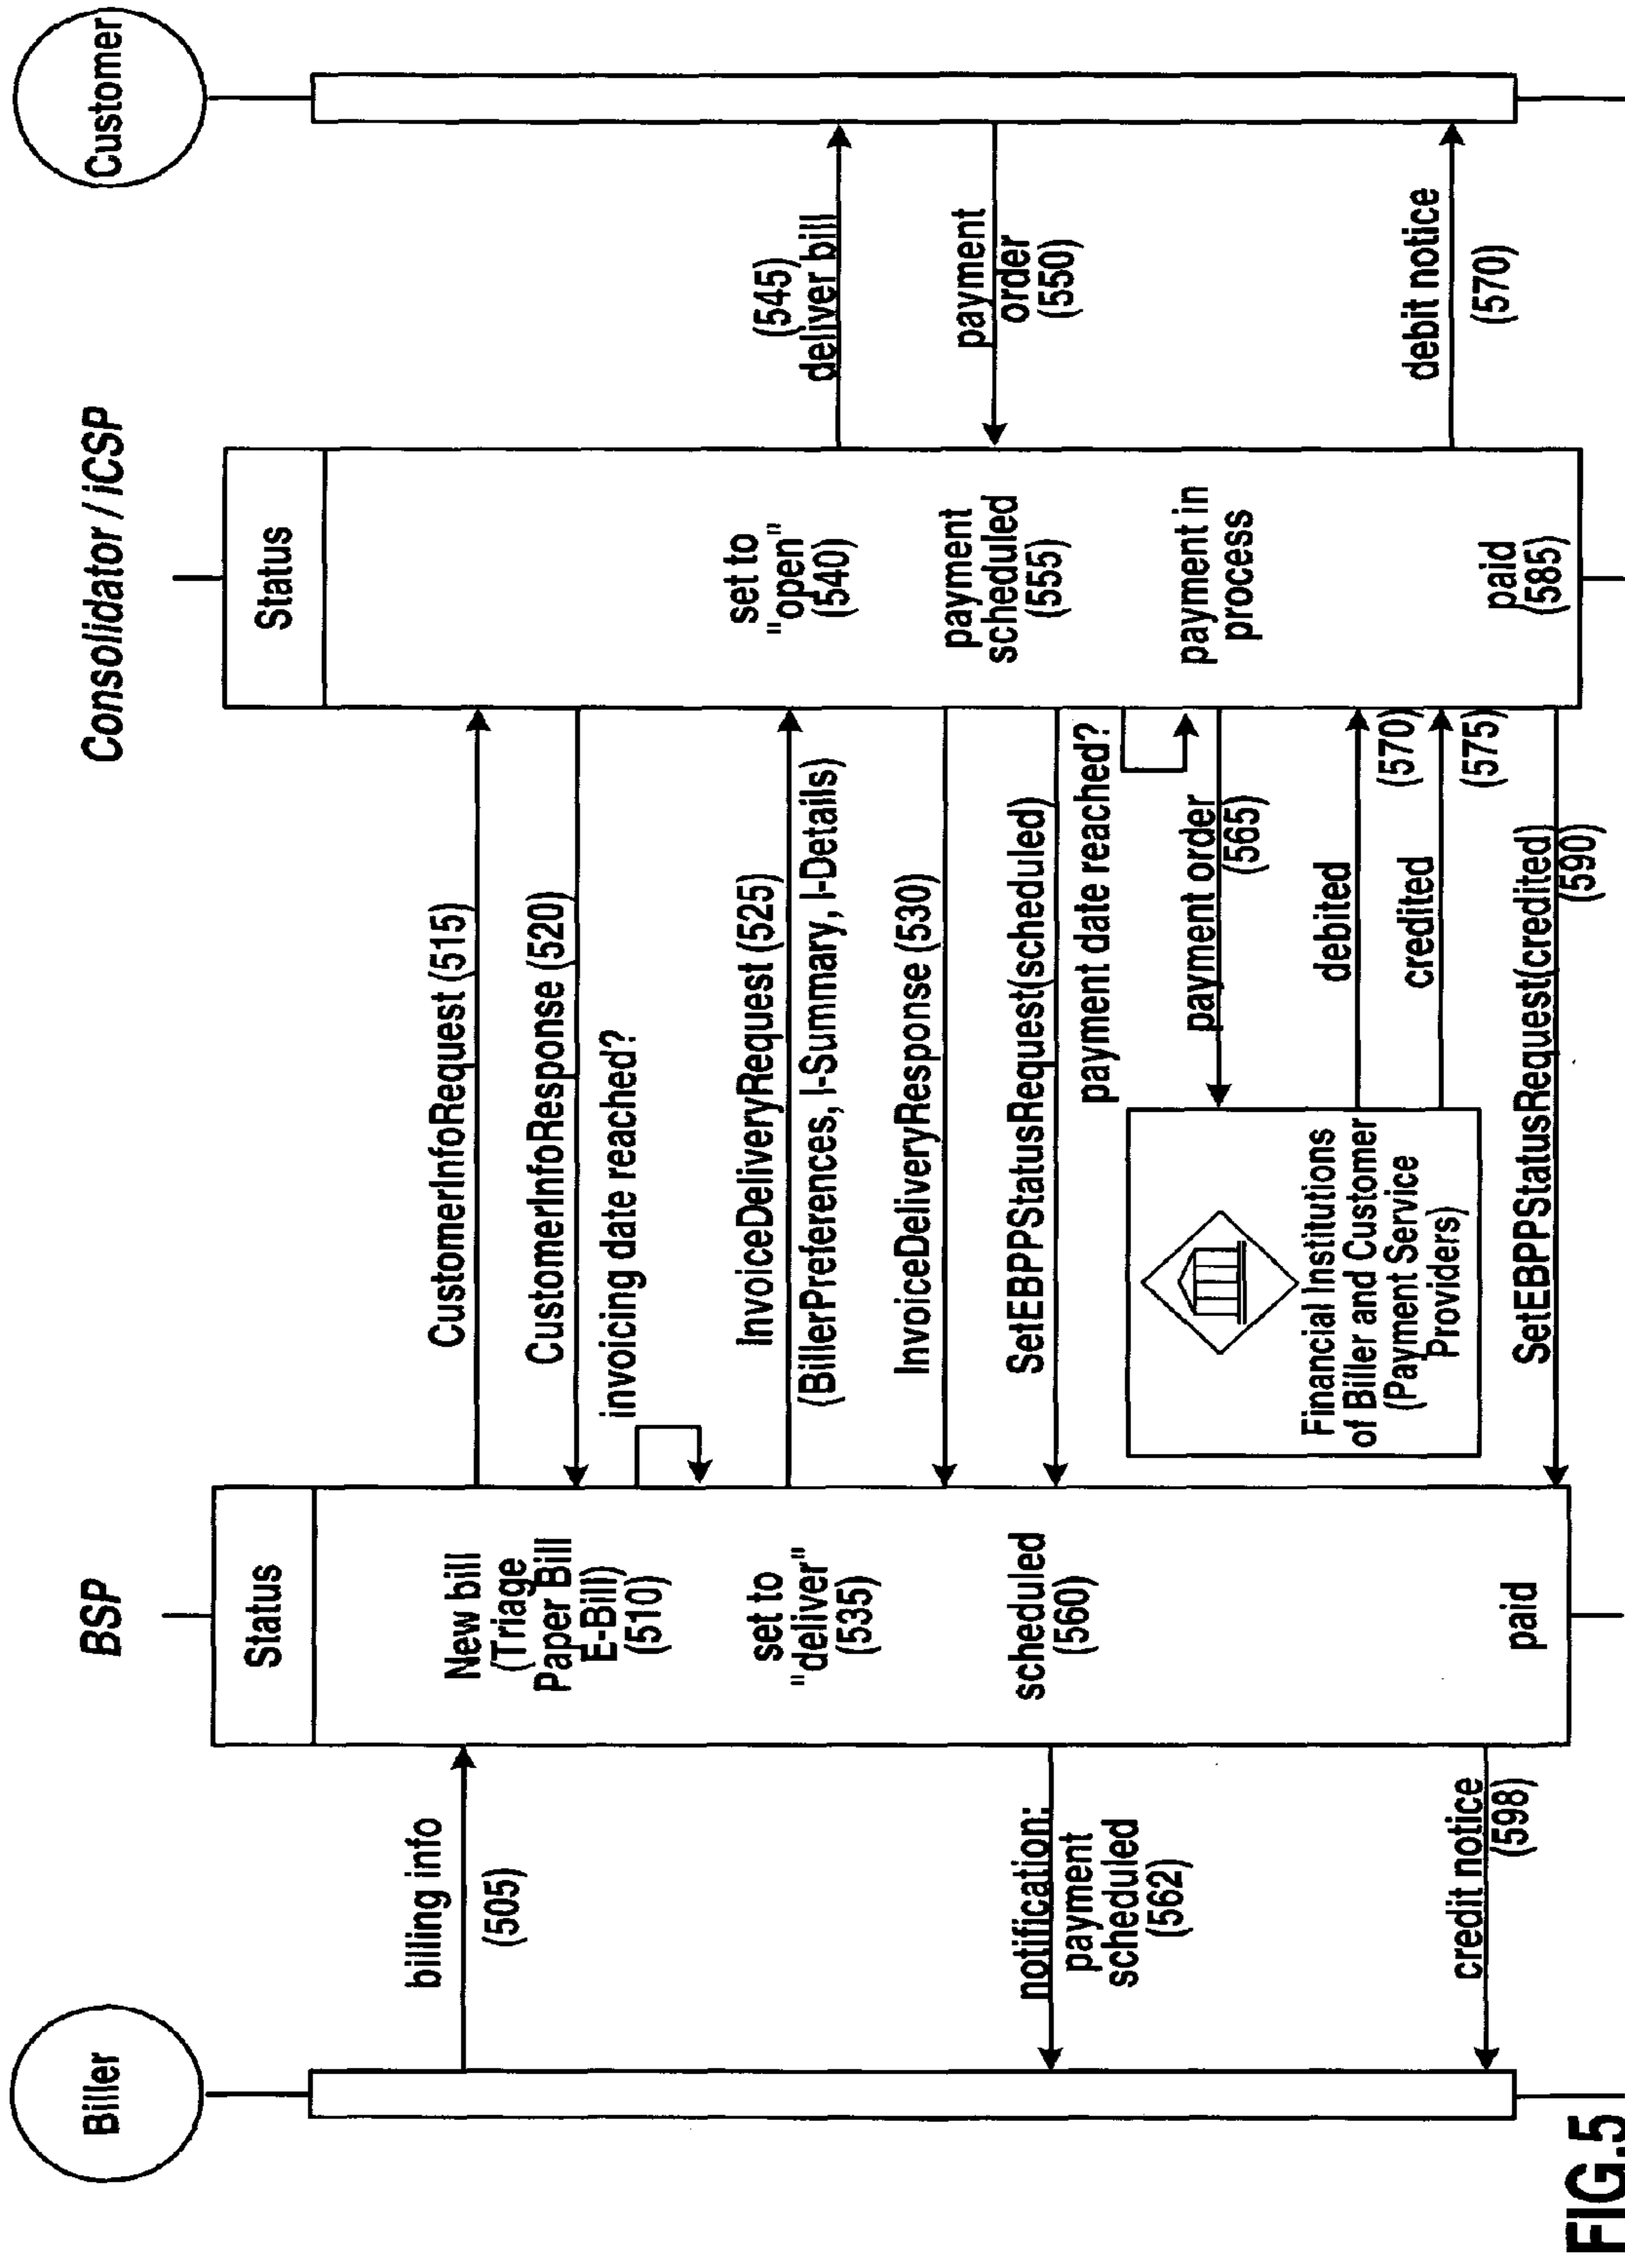 Biller
BSP
Consolidator / iCSP
Customer
Status
Status
billing info
(505)
New bill
(Triage
Paper Bill
E-Bill)
(510)
CustomerInfoRequest (515)
CustomerInfoResponse (520)
invoicing date reached?
set to
"deliver"
(535)
InvoiceDeliveryRequest (525)
(BillerPreferences, I-Summary, I-Details)
set to
"open"
(540)
(545)
deliver bill
InvoiceDeliveryResponse (530)
payment
scheduled
(555)
payment
order
(550)
scheduled
(560)
SetEBPPStatusRequest(scheduled)
notification:
payment
scheduled
(562)
payment date reached?
payment in
process
payment order
(565)
Financial Institutions
of Biller and Customer
(Payment Service
Providers)
debited
(570)
credited
(575)
debit notice
(570)
credit notice
(598)
paid
SetEBPPStatusRequest(credited)
(590)
paid
(585)
FIG.5